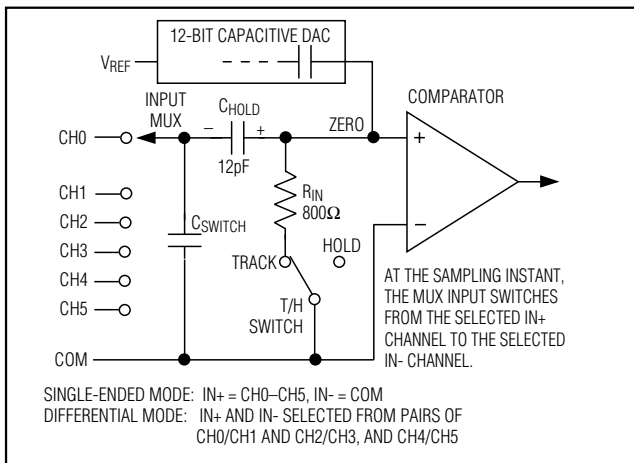 12-BIT CAPACITIVE DAC
VREF
INPUT
MUX
CHOLD
COMPARATOR
ZERO
CH0
–
+
+
12pF
RIN
800Ω
–
CH1
CH2
CSWITCH
CH3
HOLD
TRACK
CH4
CH5
T/H
SWITCH
AT THE SAMPLING INSTANT,
THE MUX INPUT SWITCHES
FROM THE SELECTED IN+
CHANNEL TO THE SELECTED
IN- CHANNEL.
COM
SINGLE-ENDED MODE: IN+ = CH0–CH5, IN- = COM
DIFFERENTIAL MODE: IN+ AND IN- SELECTED FROM PAIRS OF
CH0/CH1 AND CH2/CH3, AND CH4/CH5